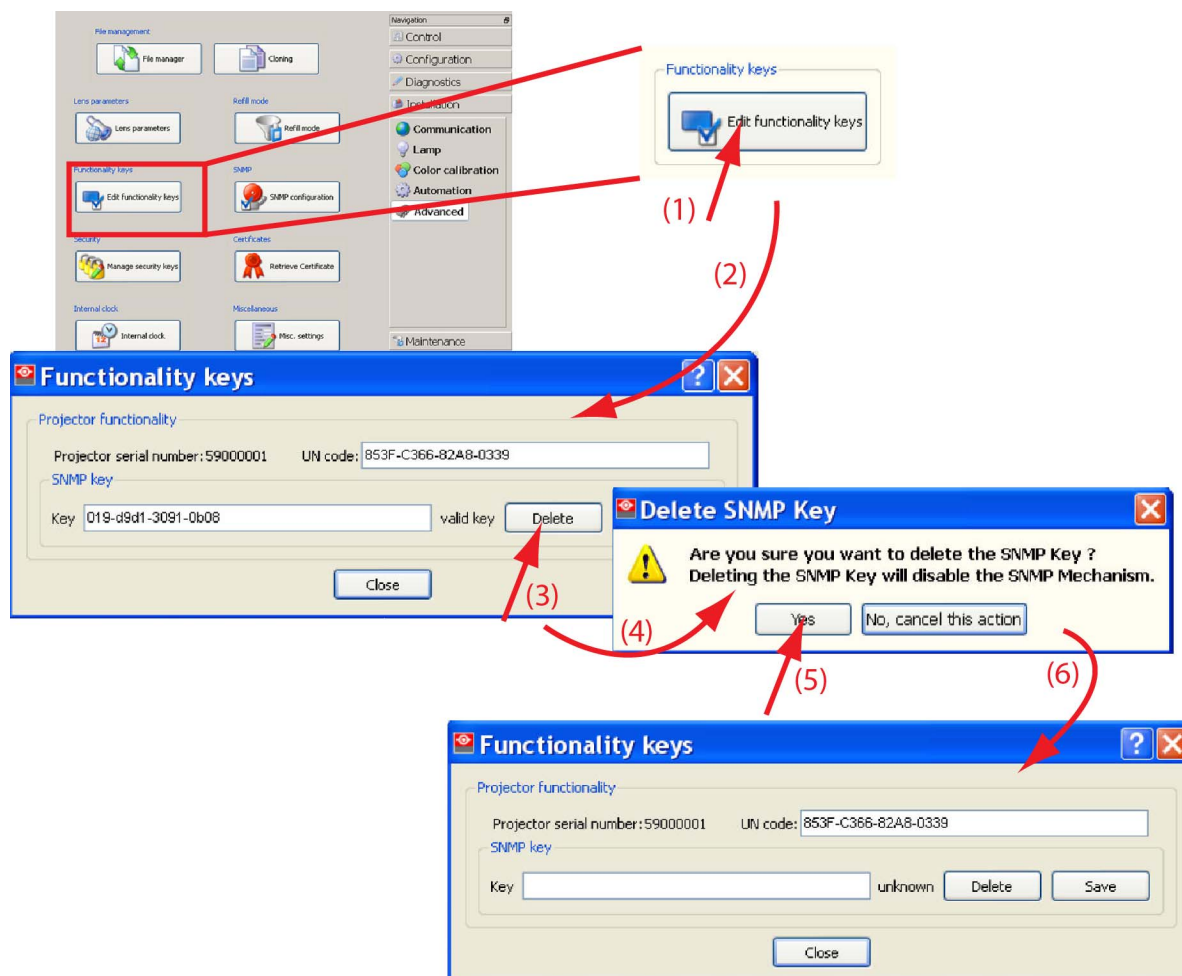 Navigation
File management
Control
File manager
Cloning
Configuration
Diagnostics
Lens parameters
Refill mode
Installation
Lens parameters
Refill mode
Communication
Lamp
Functionality keys
SNMP
Color calibration
Edit functionality keys
SNMP configuration
Automation
Advanced
Security
Certificates
Manage security keys
Retrieve Certificate
Internal clock
Miscellaneous
12
Internal clock
Misc. settings
Maintenance
Functionality keys
Edit functionality keys
(1)
(2)
Functionality keys
?
Projector functionality
Projector serial number: 59000001 UN code: 853F-C366-82A8-0339
SNMP key
Key 019-d9d1-3091-0b08 valid key Delete
Close
(3)
(4)
Delete SNMP Key
Are you sure you want to delete the SNMP Key ?
Deleting the SNMP Key will disable the SNMP Mechanism.
Yes No, cancel this action
(5)
(6)
Functionality keys
?
Projector functionality
Projector serial number: 59000001 UN code: 853F-C366-82A8-0339
SNMP key
Key unknown Delete Save
Close